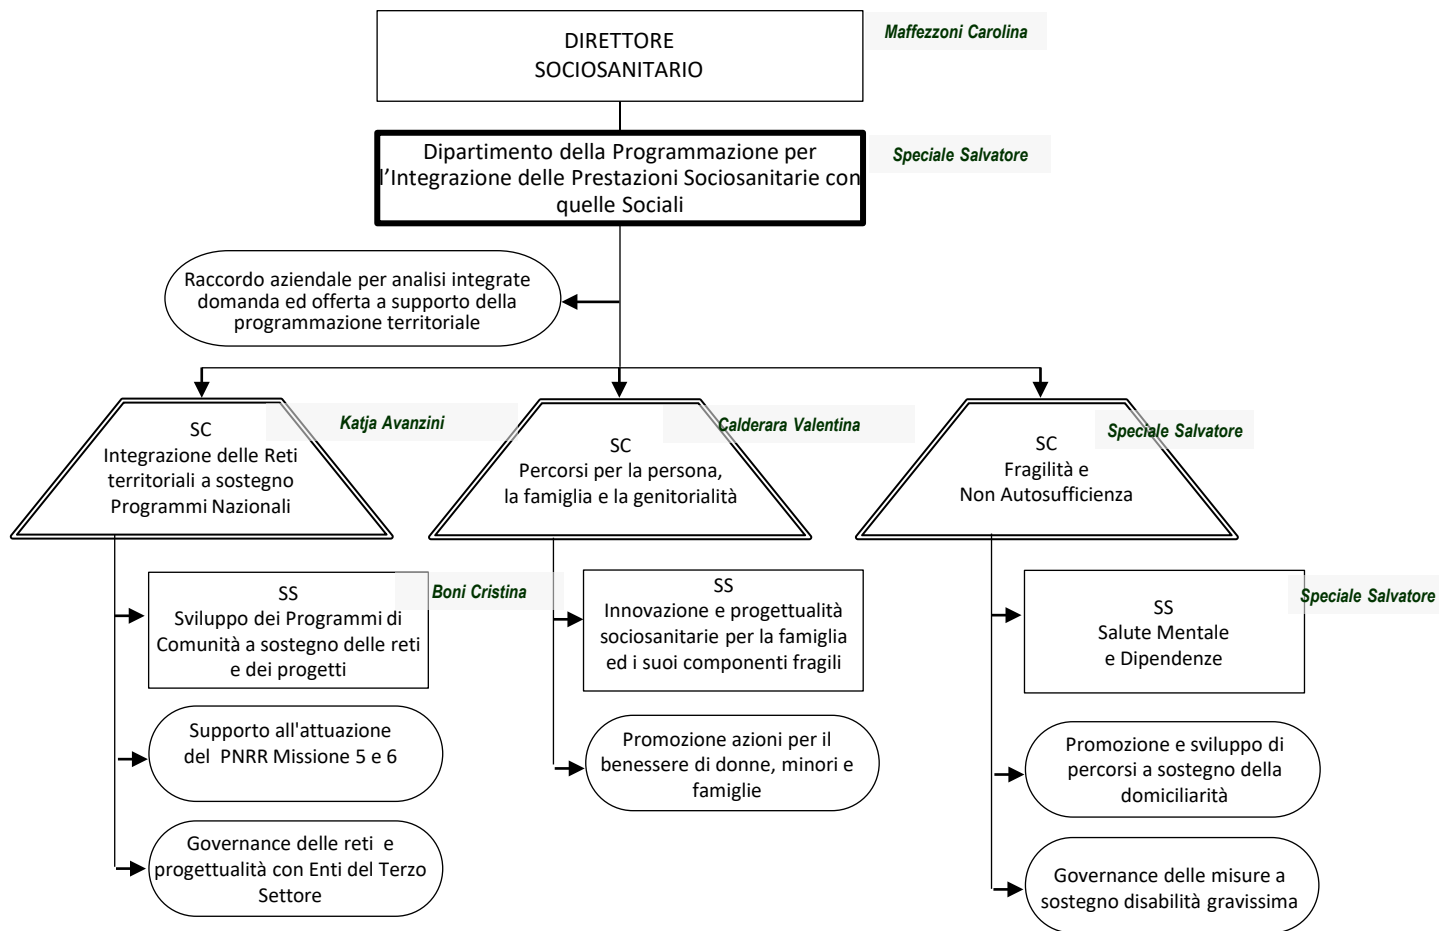 DIRETTORE
SOCIOSANITARIO
Maffezzoni Carolina
Dipartimento della Programmazione per
l'Integrazione delle Prestazioni Sociosanitarie con
quelle Sociali
Speciale Salvatore
Raccordo aziendale per analisi integrate
domanda ed offerta a supporto della
programmazione territoriale
SC
Integrazione delle Reti
territoriali a sostegno
Programmi Nazionali
Katja Avanzini
SC
Percorsi per la persona,
la famiglia e la genitorialità
Calderara Valentina
SC
Fragilità e
Non Autosufficienza
Speciale Salvatore
SS
Sviluppo dei Programmi di
Comunità a sostegno delle reti
e dei progetti
Boni Cristina
Supporto all'attuazione
del PNRR Missione 5 e 6
Governance delle reti e
progettualità con Enti del Terzo
Settore
SS
Innovazione e progettualità
sociosanitarie per la famiglia
ed i suoi componenti fragili
Promozione azioni per il
benessere di donne, minori e
famiglie
SS
Salute Mentale
e Dipendenze
Speciale Salvatore
Promozione e sviluppo di
percorsi a sostegno della
domiciliarità
Governance delle misure a
sostegno disabilità gravissima